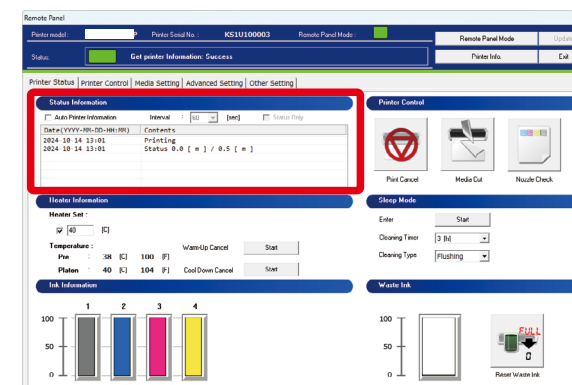 Remote Panel
Printer model : P Printer Serial No. : KS1U100003 Remote Panel Mode :
Remote Panel Mode Update
Status: Get printer Information: Success
Printer Info. Exit
Printer Status Printer Control Media Setting Advanced Setting Other Setting
Status Information
Auto Printer Information Interval : 60 [sec] Status Only
Date(YYYY-MM-DD-HH:MM) Contents
2024-10-14 13:01 Printing
2024-10-14 13:01 Status 0.0 [ m ] / 0.5 [ m ]
Printer Control
Print Cancel Media Cut Nozzle Check
Heater Information
Heater Set :
40 [C]
Temperature :
Pre : 38 [C] 100 [F]
Platen : 40 [C] 104 [F]
Warm-Up Cancel Start
Cool Down Cancel Start
Sleep Mode
Enter Start
Cleaning Timer 3 [h]
Cleaning Type Flushing
Ink Information
1 2 3 4
100
50
0
Waste Ink
100
50
0
FULL
0
Reset Waste Ink